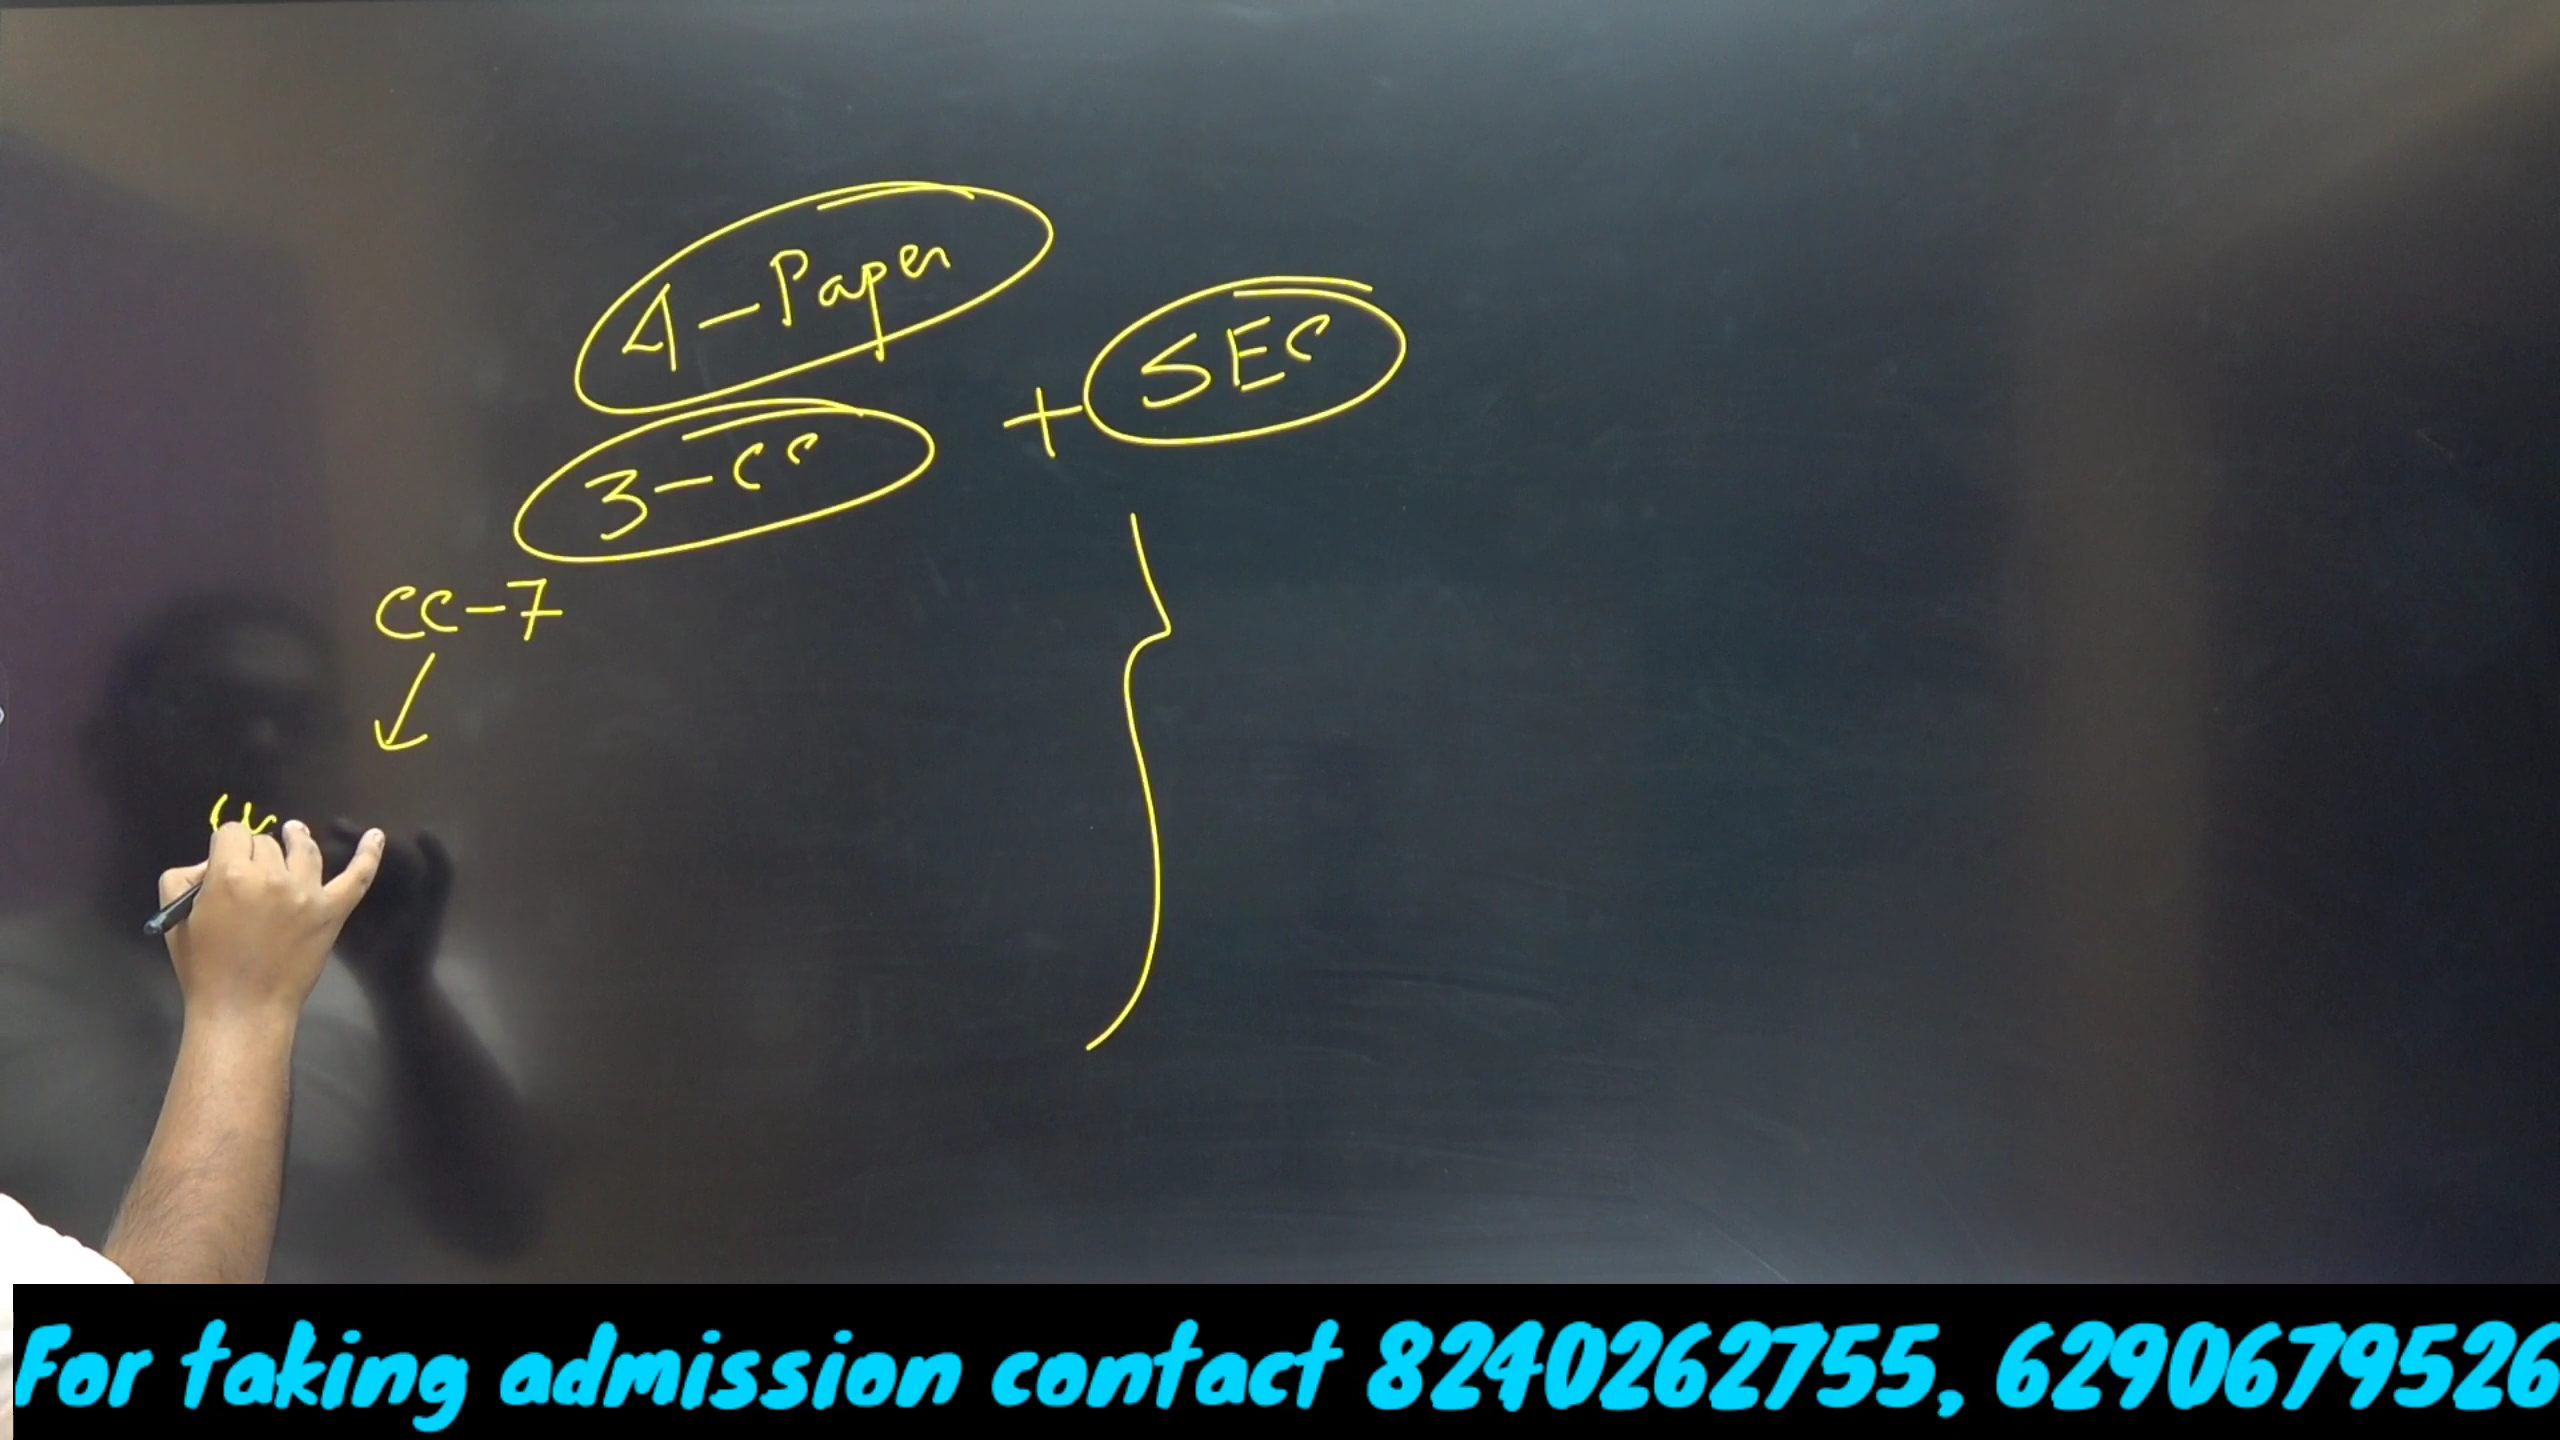 4-Paper
3-CC + SEC
CC-7
For taking admission contact 8240262755, 6290679526